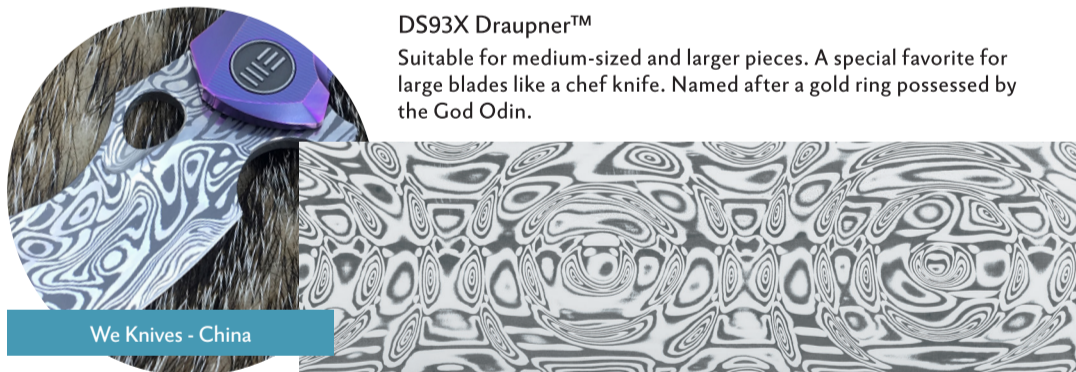 DS93X Draupner™
Suitable for medium-sized and larger pieces. A special favorite for
large blades like a chef knife. Named after a gold ring possessed by
the God Odin.
We Knives - China